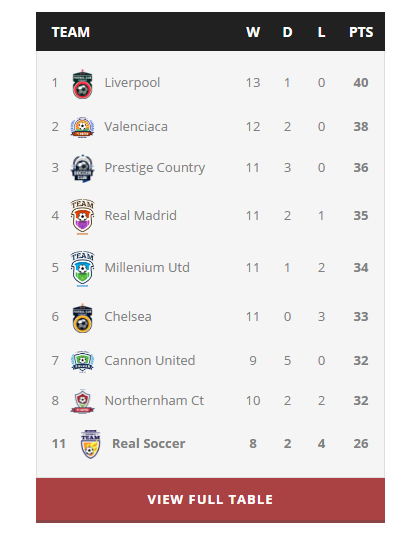 TEAM W D L PTS
1 Liverpool 13 1 0 40
2 Valenciaca 12 2 0 38
3 Prestige Country 11 3 0 36
4 TEAM Real Madrid 11 2 1 35
5 TEAM Millenium Utd 11 1 2 34
6 Chelsea 11 0 3 33
7 Cannon United 9 5 0 32
8 Northernham Ct 10 2 2 32
11 TEAM Real Soccer 8 2 4 26
VIEW FULL TABLE